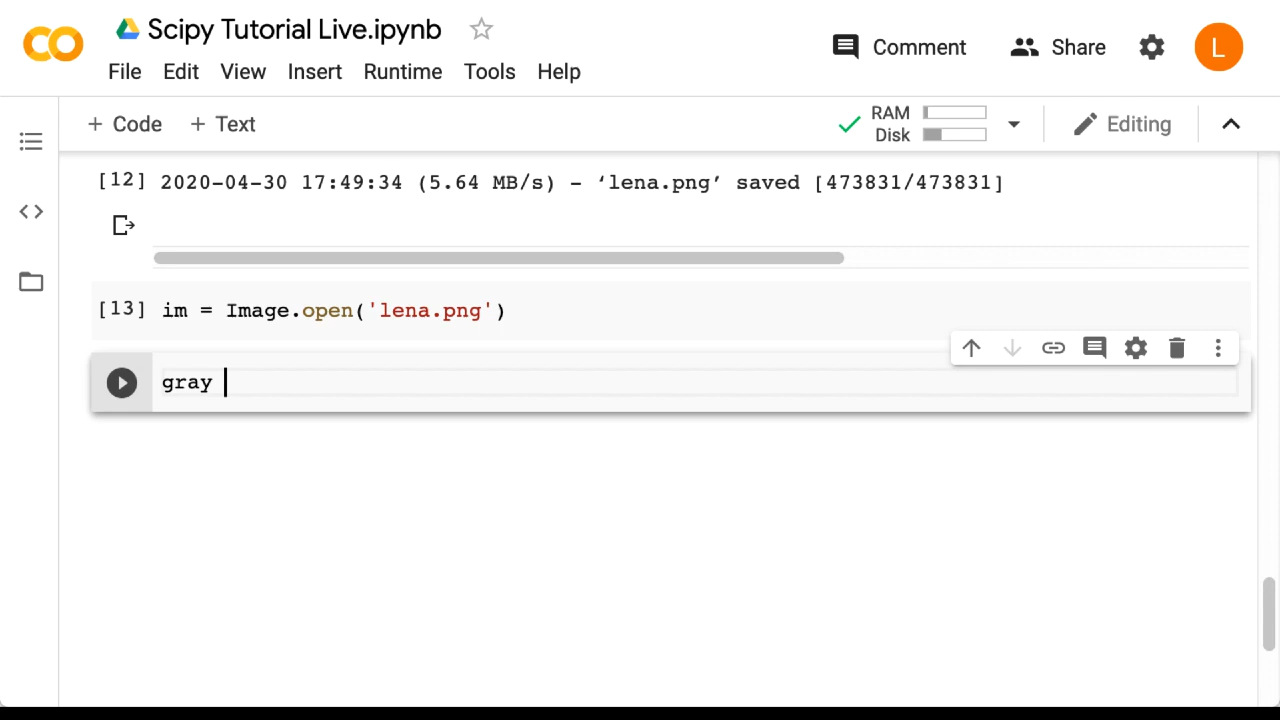 Scipy Tutorial Live.ipynb
Comment
Share
L
File Edit View Insert Runtime Tools Help
+ Code + Text
RAM
Disk
Editing
[12] 2020-04-30 17:49:34 (5.64 MB/s) - ‘lena.png’ saved [473831/473831]
[13] im = Image.open('lena.png')
gray